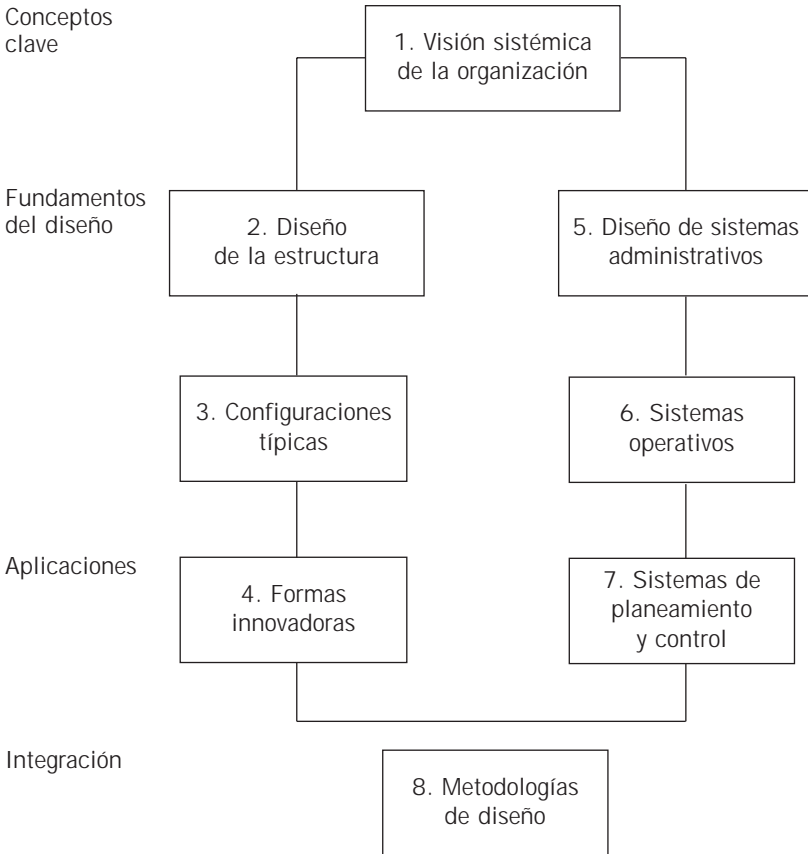 Conceptos
clave
1. Visión sistémica
de la organización
Fundamentos
del diseño
2. Diseño
de la estructura
5. Diseño de sistemas
administrativos
3. Configuraciones
típicas
6. Sistemas
operativos
Aplicaciones
4. Formas
innovadoras
7. Sistemas de
planeamiento
y control
Integración
8. Metodologías
de diseño